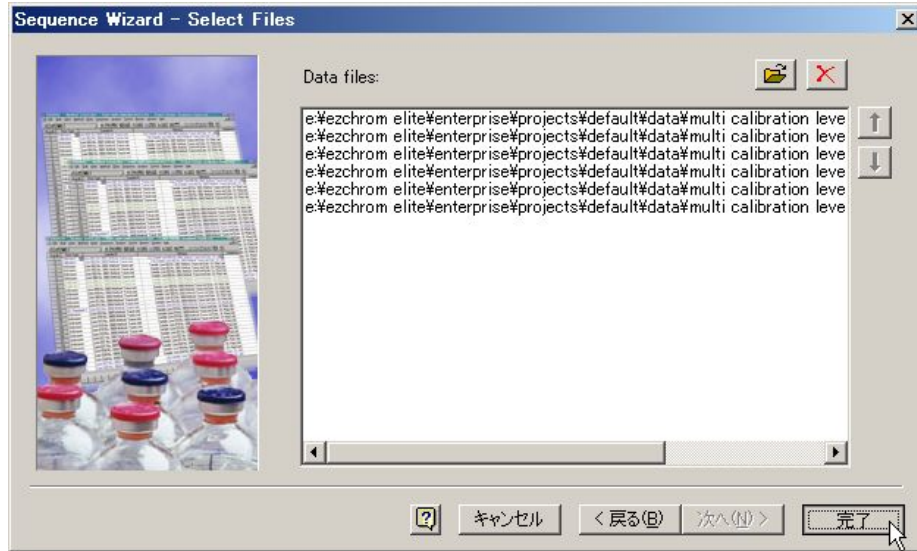 Sequence Wizard - Select Files
Data files:
e:¥ezchrom elite¥enterprise¥projects¥default¥data¥multi calibration leve
e:¥ezchrom elite¥enterprise¥projects¥default¥data¥multi calibration leve
e:¥ezchrom elite¥enterprise¥projects¥default¥data¥multi calibration leve
e:¥ezchrom elite¥enterprise¥projects¥default¥data¥multi calibration leve
e:¥ezchrom elite¥enterprise¥projects¥default¥data¥multi calibration leve
e:¥ezchrom elite¥enterprise¥projects¥default¥data¥multi calibration leve
キャンセル < 戻る(B) 次へ(N) > 完了